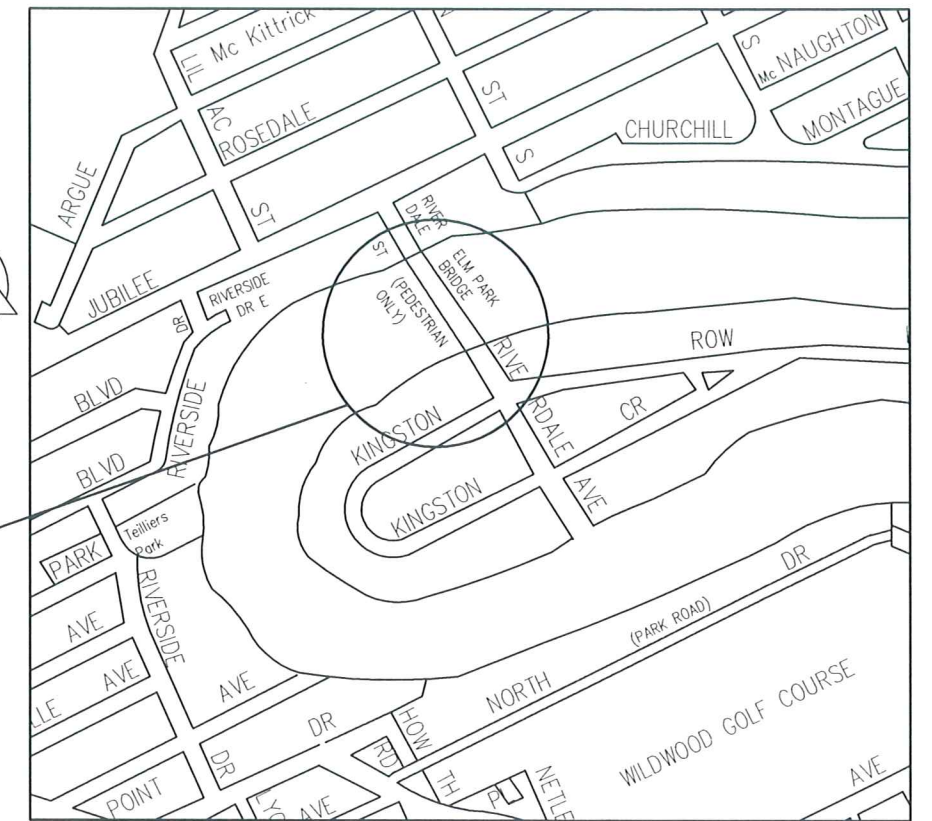 Mc Kittrick
LIL
AC
ST
ROSEDALE
ST
S
S
Mc NAUGHTON
MONTAGUE
CHURCHILL
ARGUE
JUBILEE
RIVERSIDE
DR E
DR
RIVER
DALE
ST
ELM PARK
BRIDGE
(PEDESTRIAN
ONLY)
RIVE
RDALE
AVE
ROW
CR
BLVD
BLVD
RIVERSIDE
KINGSTON
KINGSTON
Teilliers
Park
PARK
RIVERSIDE
AVE
AVE
LLE
AVE
DR
(PARK ROAD)
NORTH
DR
HOW
TH
RD
DR
POINT
LYO
AVE
P
NETLE
WILDWOOD GOLF COURSE
AVE